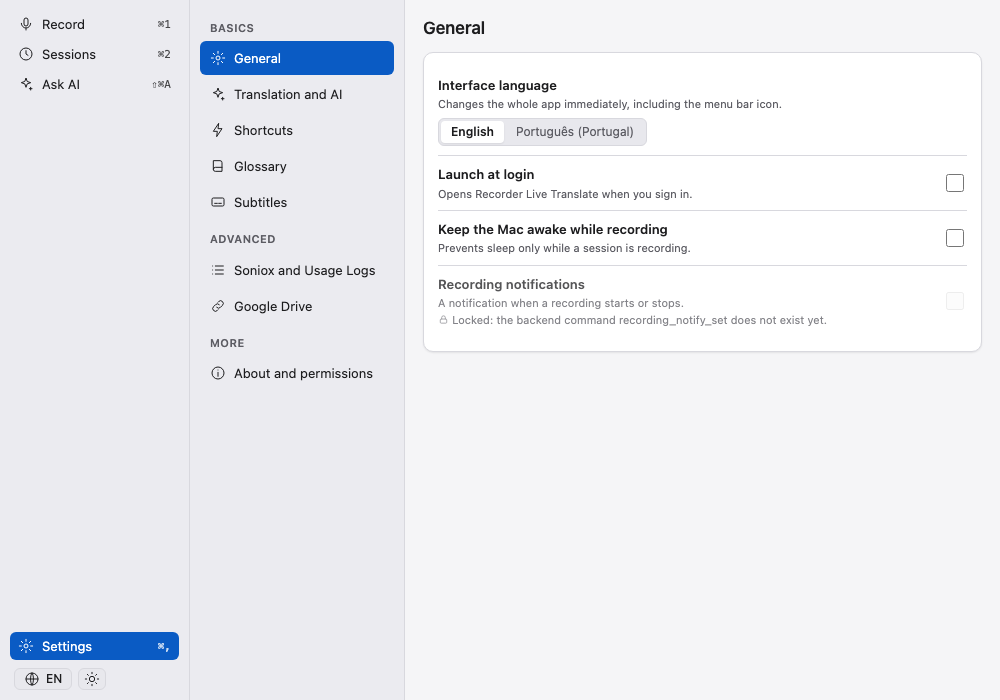 Record ⌘1
Sessions ⌘2
Ask AI ⇧⌘A
Settings ⌘,
EN
BASICS
General
Translation and AI
Shortcuts
Glossary
Subtitles
ADVANCED
Soniox and Usage Logs
Google Drive
MORE
About and permissions
General
Interface language
Changes the whole app immediately, including the menu bar icon.
English Português (Portugal)
Launch at login
Opens Recorder Live Translate when you sign in.
Keep the Mac awake while recording
Prevents sleep only while a session is recording.
Recording notifications
A notification when a recording starts or stops.
Locked: the backend command recording_notify_set does not exist yet.